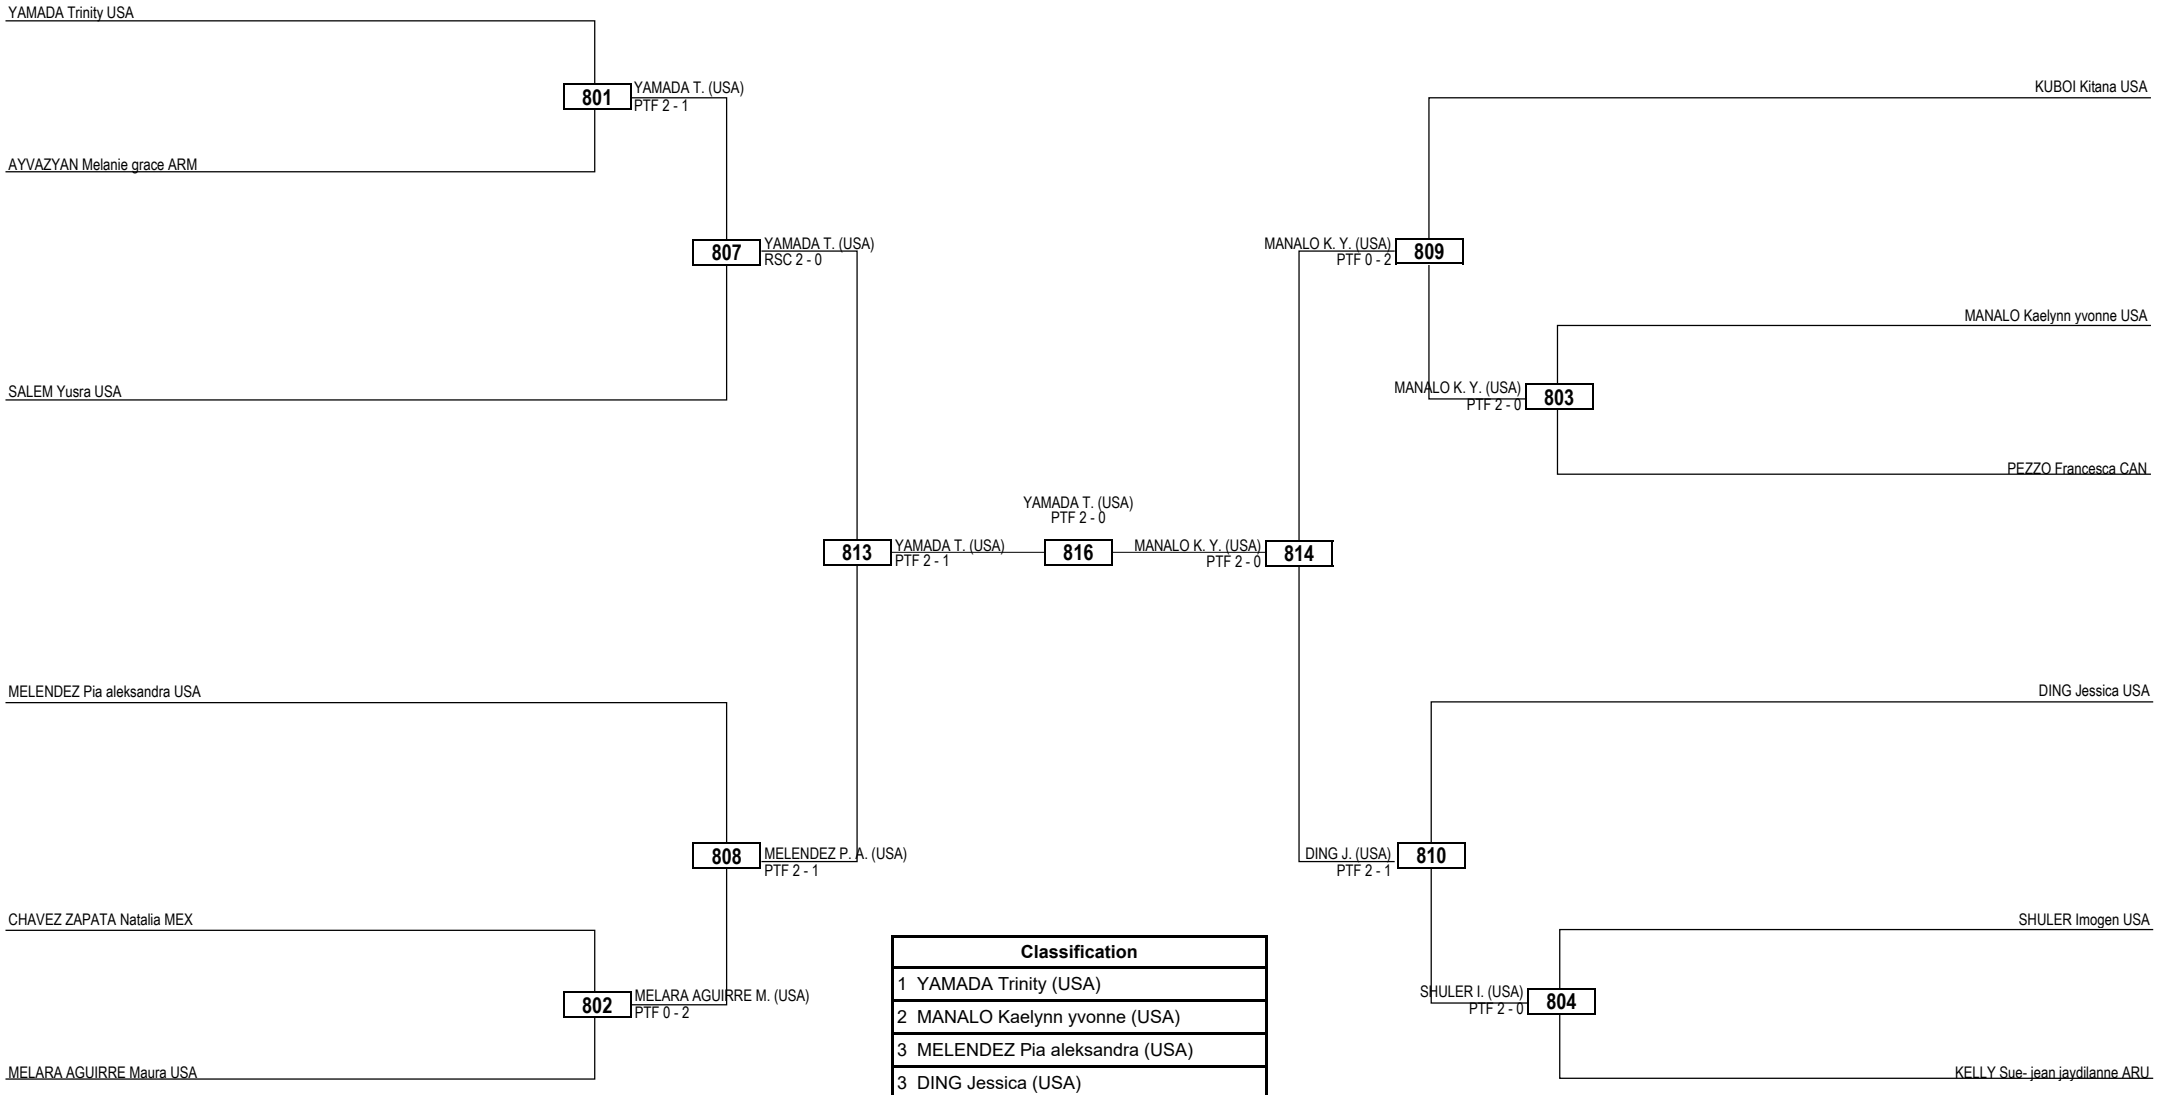 YAMADA Trinity USA
801
YAMADA T. (USA)
PTF 2 - 1
KUBOI Kitana USA
AYVAZYAN Melanie grace ARM
807
YAMADA T. (USA)
RSC 2 - 0
MANALO K. Y. (USA)
PTF 0 - 2
809
MANALO Kaelynn yvonne USA
SALEM Yusra USA
MANALO K. Y. (USA)
PTF 2 - 0
803
PEZZO Francesca CAN
YAMADA T. (USA)
PTF 2 - 0
813
YAMADA T. (USA)
PTF 2 - 1
816
MANALO K. Y. (USA)
PTF 2 - 0
814
MELENDEZ Pia aleksandra USA
DING Jessica USA
808
MELENDEZ P. A. (USA)
PTF 2 - 1
DING J. (USA)
PTF 2 - 1
810
CHAVEZ ZAPATA Natalia MEX
SHULER Imogen USA
802
MELARA AGUIRRE M. (USA)
PTF 0 - 2
SHULER I. (USA)
PTF 2 - 0
804
MELARA AGUIRRE Maura USA
KELLY Sue- jean jaydilanne ARU
Classification
1 YAMADA Trinity (USA)
2 MANALO Kaelynn yvonne (USA)
3 MELENDEZ Pia aleksandra (USA)
3 DING Jessica (USA)